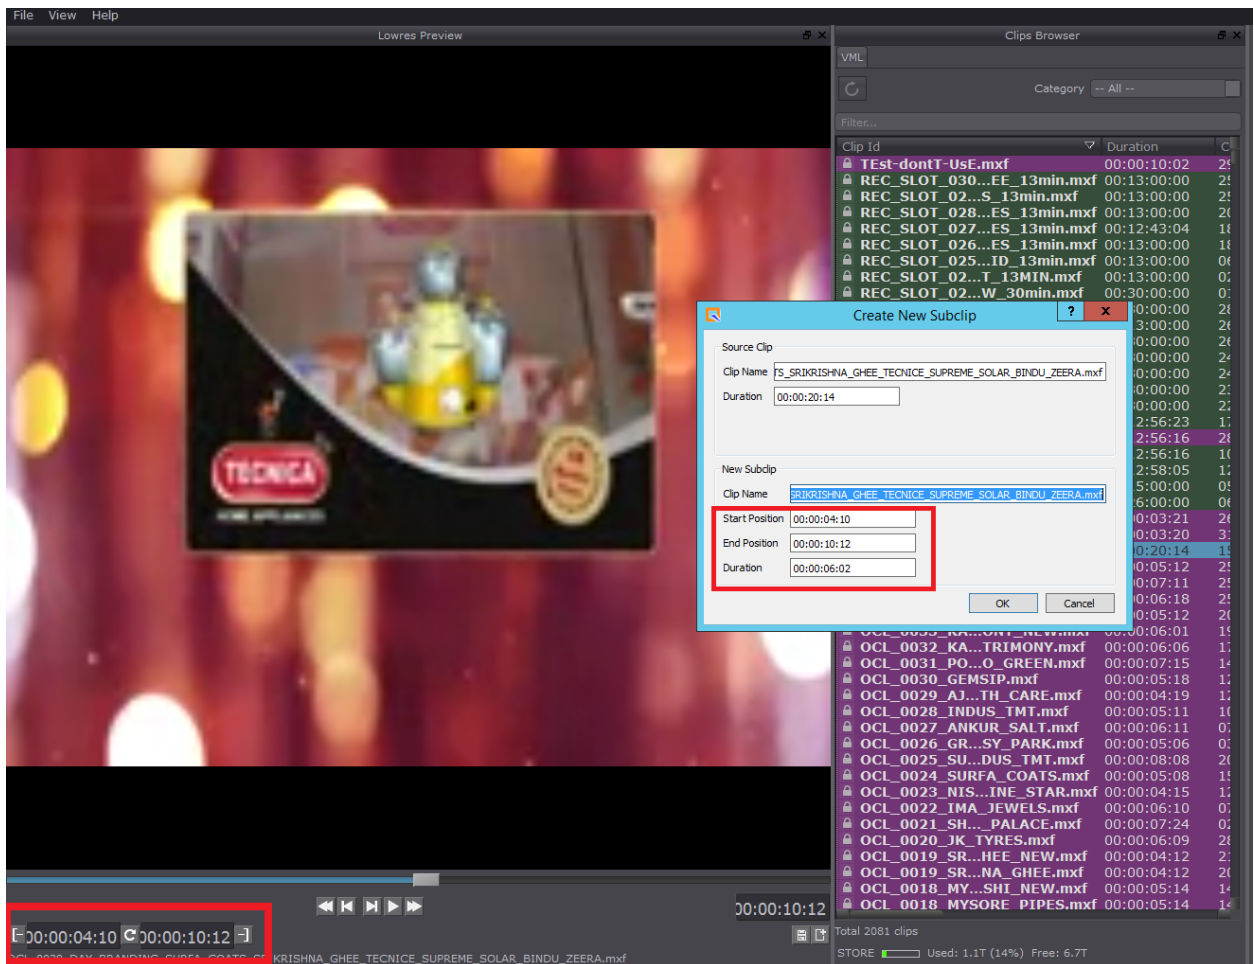 File View Help
Lowres Preview
TECNICA
HOME APPLIANCES
00:00:10:12
00:00:04:10
00:00:10:12
KRISHNA_GHEE_TECNICE_SUPREME_SOLAR_BINDU_ZEERA.mxf
Clips Browser
VML
Category -- All --
Filter...
Clip Id Duration
TEst-dontT-UsE.mxf 00:00:10:02
REC_SLOT_030...EE_13min.mxf 00:13:00:00
REC_SLOT_02...S_13min.mxf 00:13:00:00
REC_SLOT_028...ES_13min.mxf 00:13:00:00
REC_SLOT_027...ES_13min.mxf 00:12:43:04
REC_SLOT_026...ES_13min.mxf 00:13:00:00
REC_SLOT_025...ID_13min.mxf 00:13:00:00
REC_SLOT_02...T_13MIN.mxf 00:13:00:00
REC_SLOT_02...W_30min.mxf 00:30:00:00
Create New Subclip
Source Clip
Clip Name TS_SRIKRISHNA_GHEE_TECNICE_SUPREME_SOLAR_BINDU_ZEERA.mxf
Duration 00:00:20:14
New Subclip
Clip Name SRIKRISHNA_GHEE_TECNICE_SUPREME_SOLAR_BINDU_ZEERA.mxf
Start Position 00:00:04:10
End Position 00:00:10:12
Duration 00:00:06:02
OK Cancel
00:00:06:01
OCL_0032_KA...TRIMONY.mxf 00:00:06:06
OCL_0031_PO...O_GREEN.mxf 00:00:07:15
OCL_0030_GEMSIP.mxf 00:00:05:18
OCL_0029_AJ...TH_CARE.mxf 00:00:04:19
OCL_0028_INDUS_TMT.mxf 00:00:05:11
OCL_0027_ANKUR_SALT.mxf 00:00:06:11
OCL_0026_GR...SY_PARK.mxf 00:00:05:06
OCL_0025_SU...DUS_TMT.mxf 00:00:08:08
OCL_0024_SURFA_COATS.mxf 00:00:05:08
OCL_0023_NIS...INE_STAR.mxf 00:00:04:15
OCL_0022_IMA_JEWELS.mxf 00:00:06:10
OCL_0021_SH..._PALACE.mxf 00:00:07:24
OCL_0020_JK_TYRES.mxf 00:00:06:09
OCL_0019_SR...HEE_NEW.mxf 00:00:04:12
OCL_0019_SR...NA_GHEE.mxf 00:00:04:12
OCL_0018_MY...SHI_NEW.mxf 00:00:05:14
OCL_0018_MYSORE_PIPES.mxf 00:00:05:14
Total 2081 clips
STORE Used: 1.1T (14%) Free: 6.7T